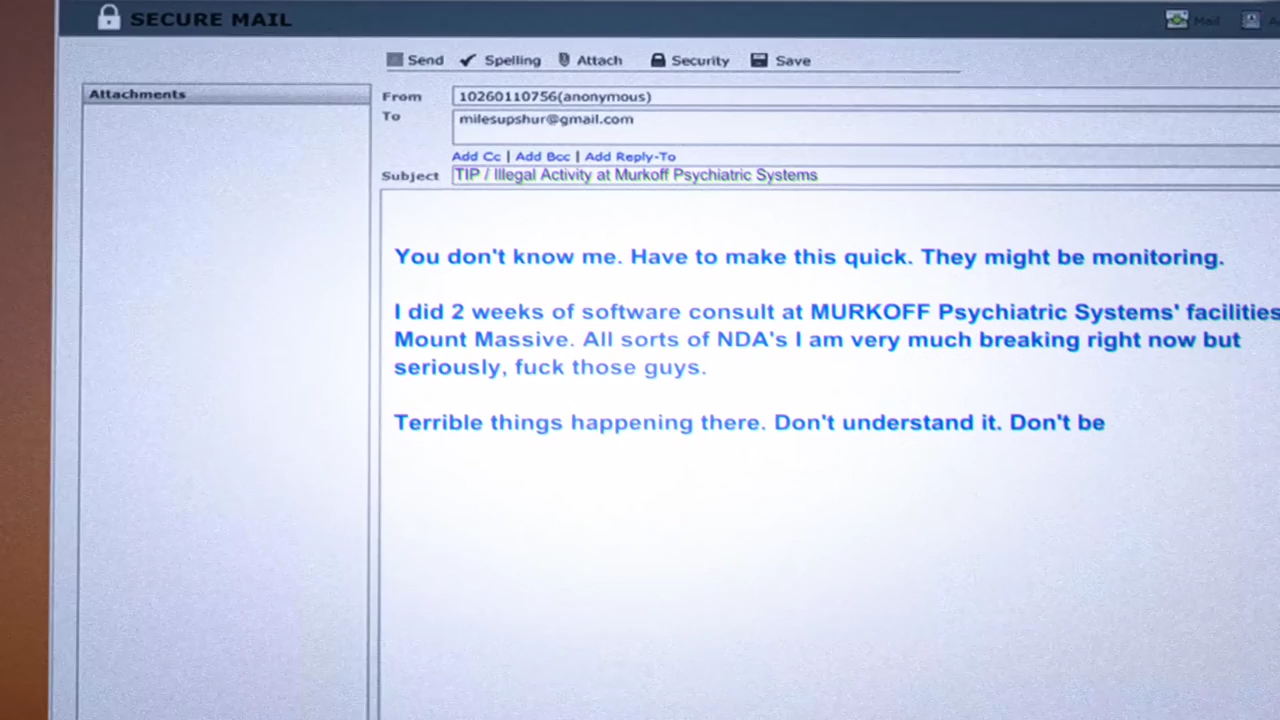 SECURE MAIL
Mail
Send Spelling Attach Security Save
Attachments
From 10260110756(anonymous)
To milesupshur@gmail.com
Add Cc | Add Bcc | Add Reply-To
Subject TIP / Illegal Activity at Murkoff Psychiatric Systems
You don't know me. Have to make this quick. They might be monitoring.
I did 2 weeks of software consult at MURKOFF Psychiatric Systems' facilities
Mount Massive. All sorts of NDA's I am very much breaking right now but
seriously, fuck those guys.
Terrible things happening there. Don't understand it. Don't be